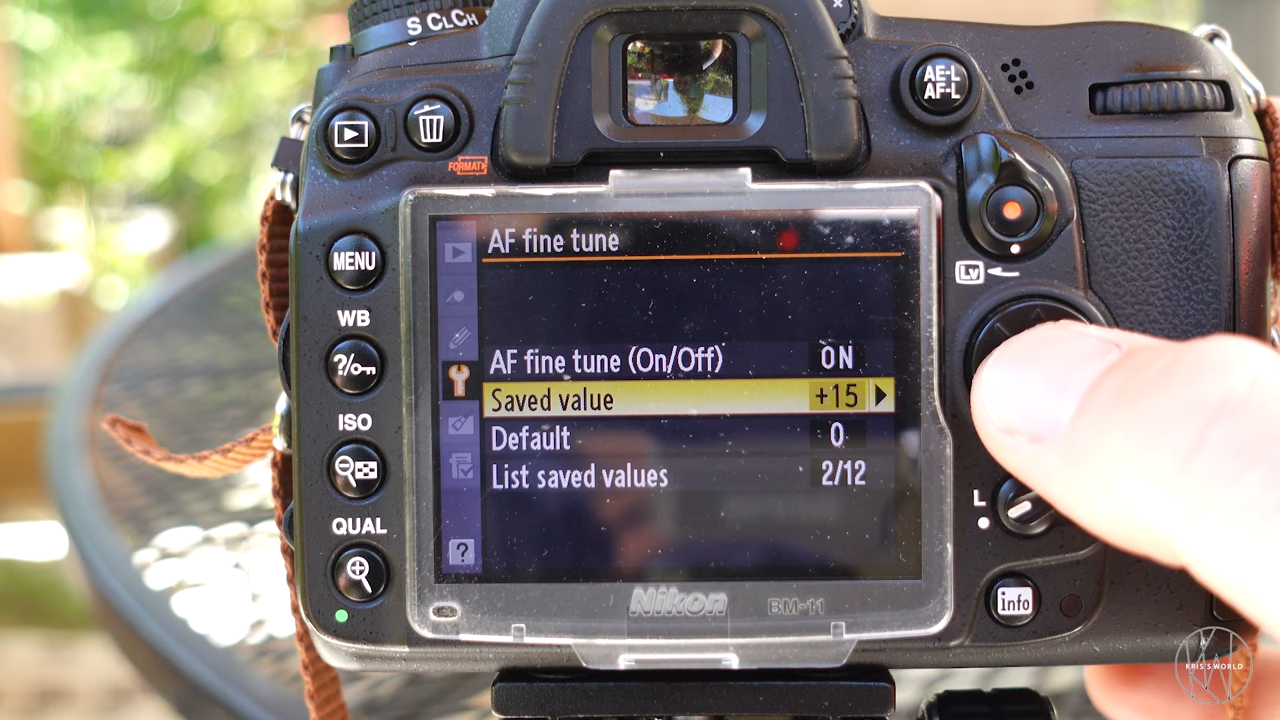 S CL CH
AE-L
AF-L
FORMAT
MENU
WB
?/
ISO
QUAL
AF fine tune
AF fine tune (On/Off) ON
Saved value +15
Default 0
List saved values 2/12
?
Lv
L
info
Nikon BM-11
KRIS'S WORLD